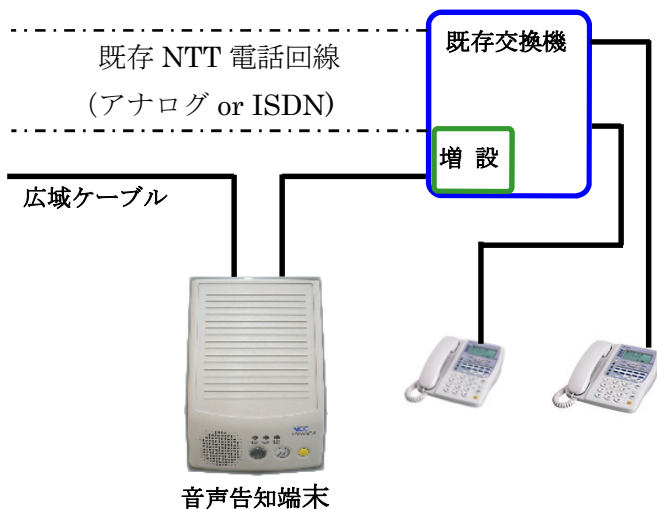 既存 NTT 電話回線
(アナログ or ISDN)
既存交換機
増 設
広域ケーブル
音声告知端末